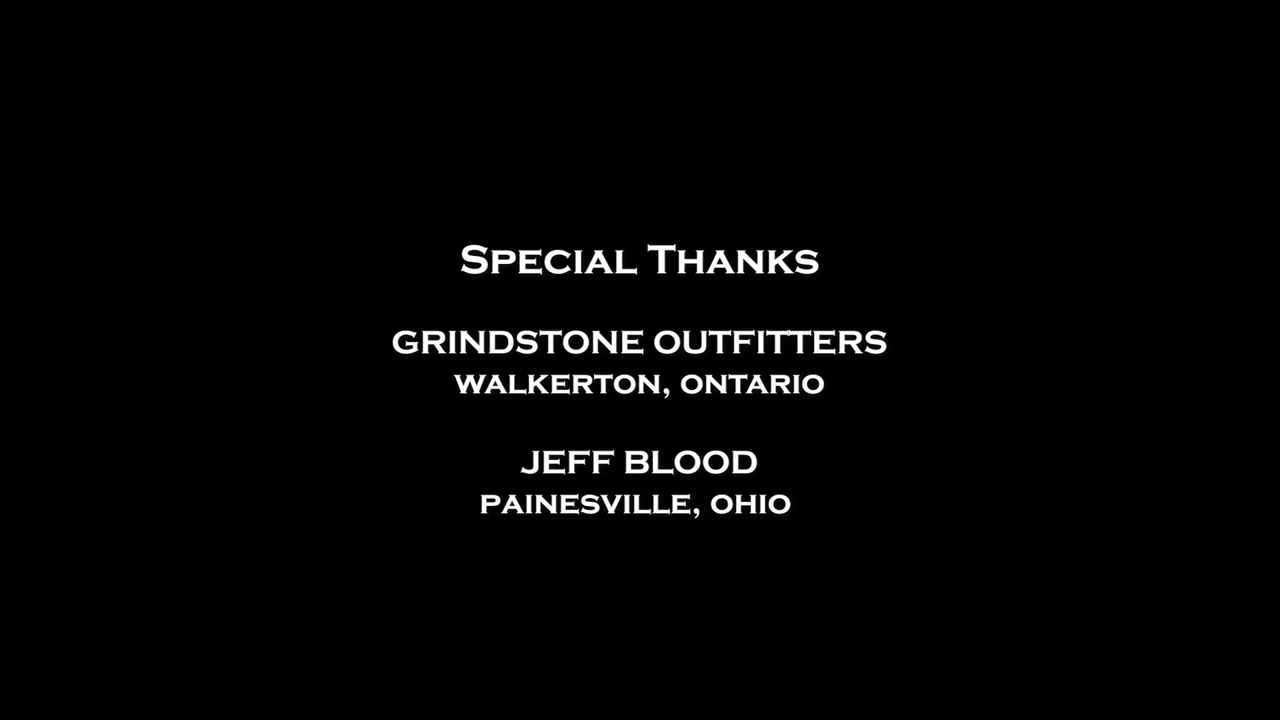 Special Thanks
GRINDSTONE OUTFITTERS
WALKERTON, ONTARIO
JEFF BLOOD
PAINESVILLE, OHIO